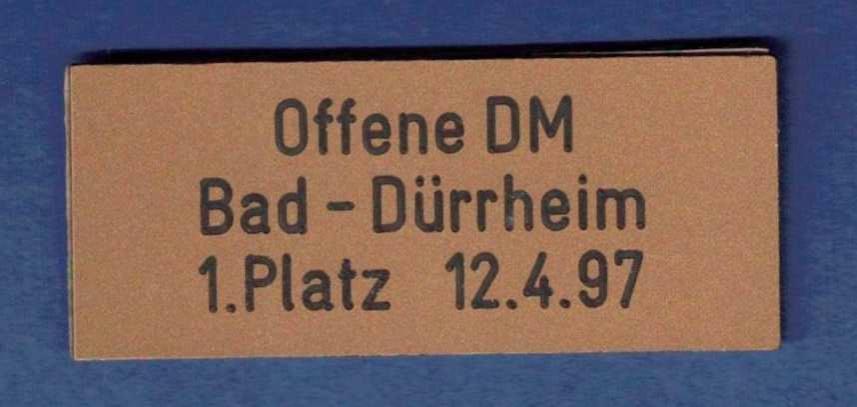 Offene DM
Bad - Dürrheim
1. Platz 12.4.97